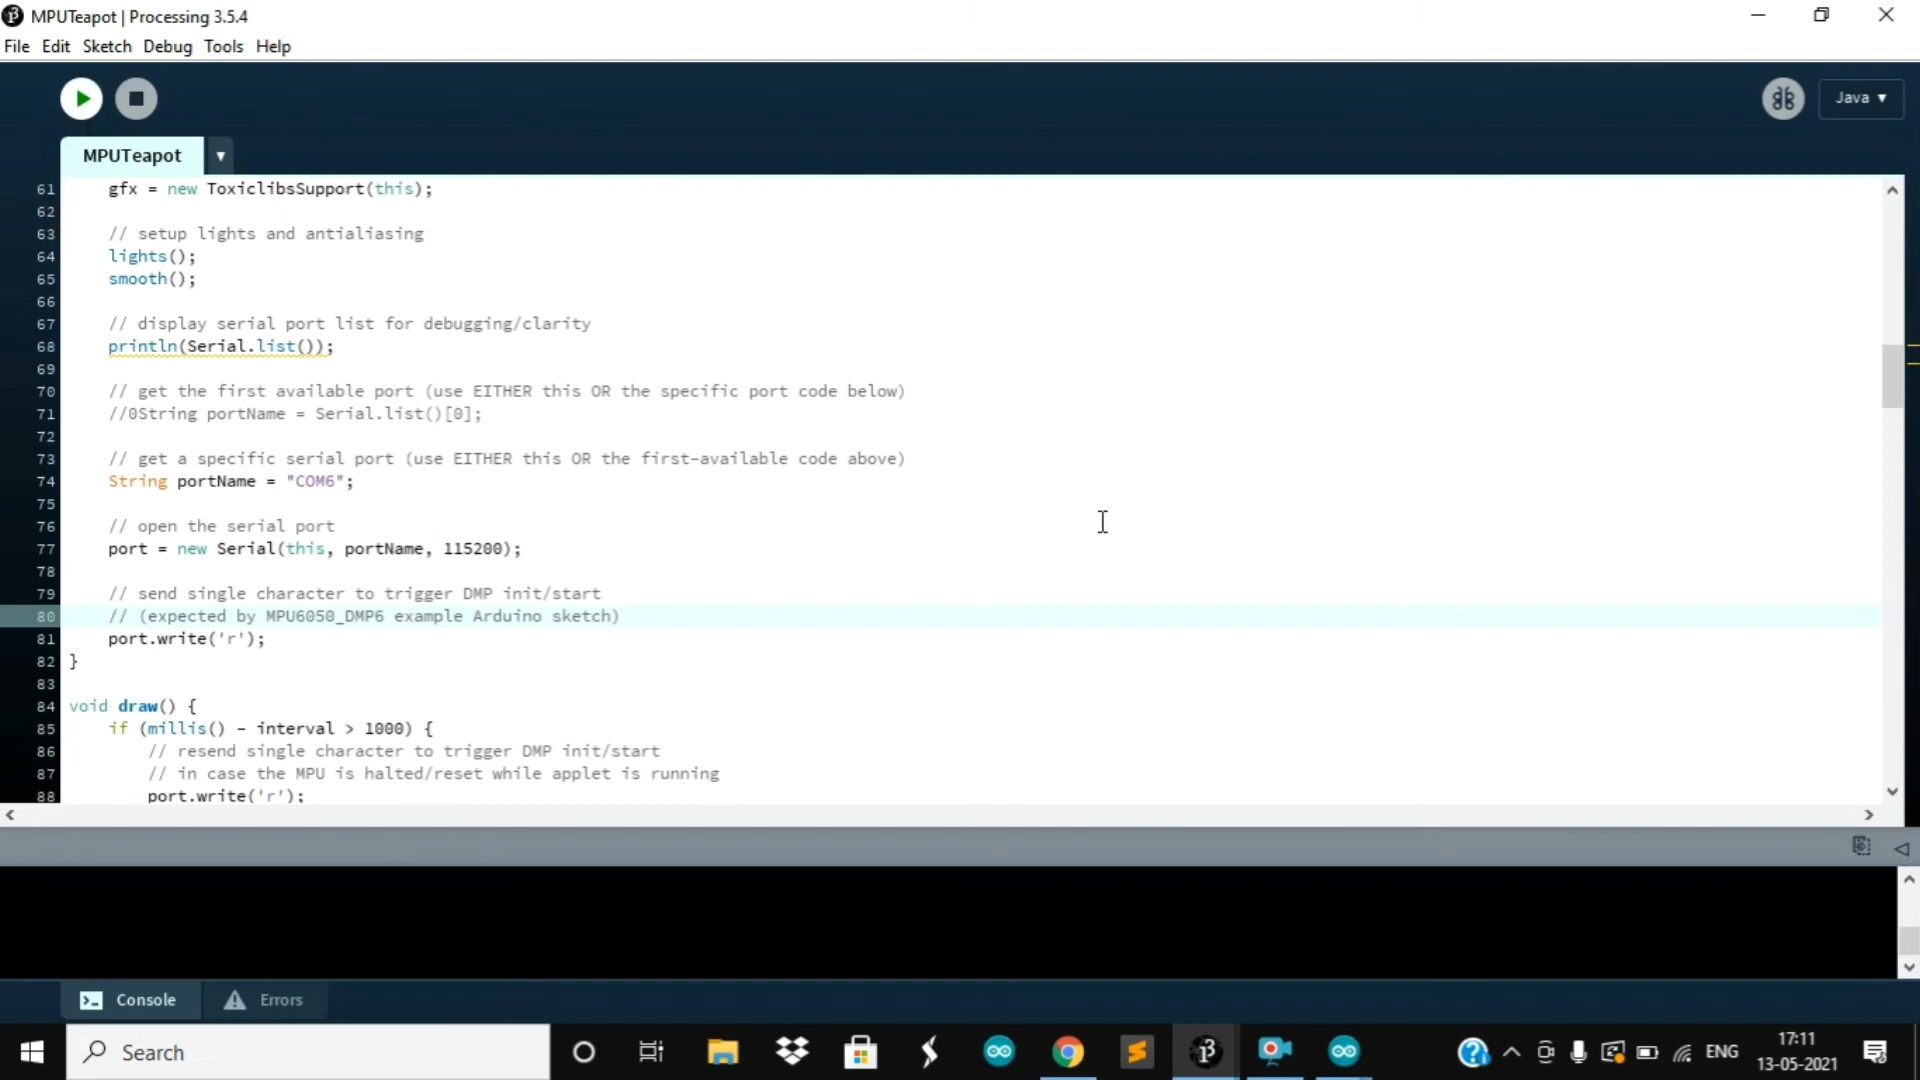 MPUTeapot | Processing 3.5.4
File Edit Sketch Debug Tools Help
Java ▼
MPUTeapot ▼
61 gfx = new ToxiclibsSupport(this);
62
63 // setup lights and antialiasing
64 lights();
65 smooth();
66
67 // display serial port list for debugging/clarity
68 println(Serial.list());
69
70 // get the first available port (use EITHER this OR the specific port code below)
71 //0String portName = Serial.list()[0];
72
73 // get a specific serial port (use EITHER this OR the first-available code above)
74 String portName = "COM6";
75
76 // open the serial port
77 port = new Serial(this, portName, 115200);
78
79 // send single character to trigger DMP init/start
80 // (expected by MPU6050_DMP6 example Arduino sketch)
81 port.write('r');
82 }
83
84 void draw() {
85 if (millis() - interval > 1000) {
86 // resend single character to trigger DMP init/start
87 // in case the MPU is halted/reset while applet is running
88 port.write('r');
Console Errors
Search
ENG
17:11
13-05-2021